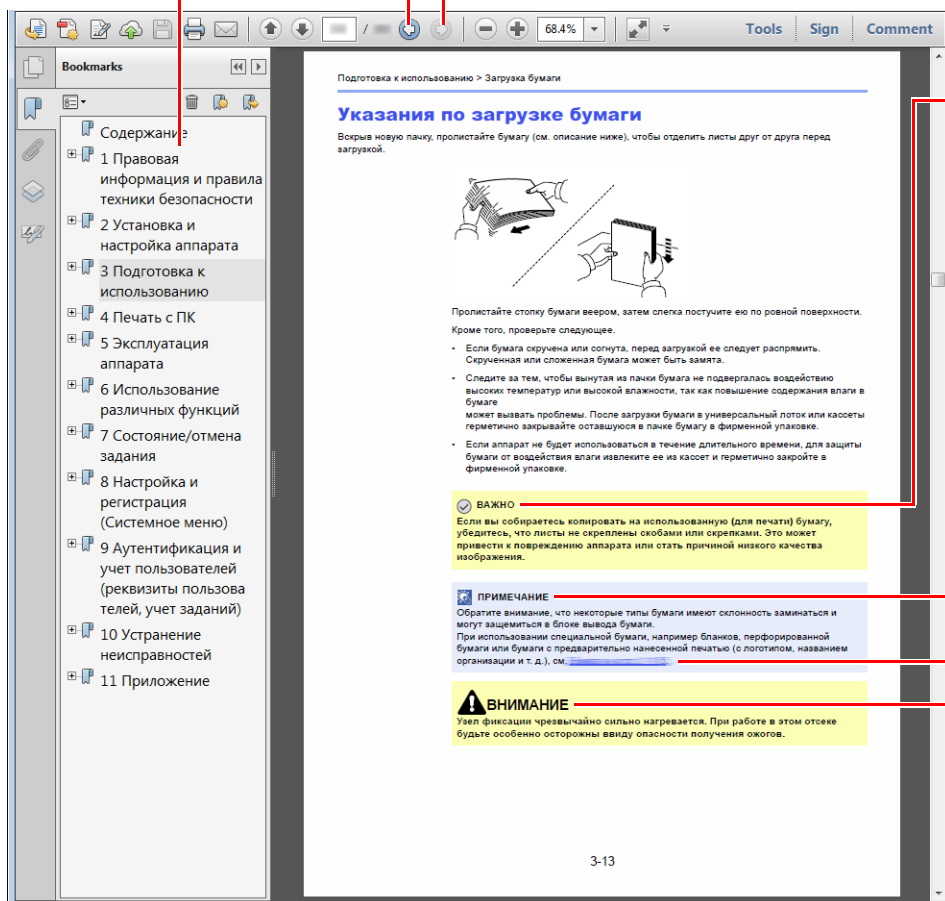 /
68.4%
Tools
Sign
Comment
Bookmarks
Содержание
1 Правовая
информация и правила
техники безопасности
2 Установка и
настройка аппарата
3 Подготовка к
использованию
4 Печать с ПК
5 Эксплуатация
аппарата
6 Использование
различных функций
7 Состояние/отмена
задания
8 Настройка и
регистрация
(Системное меню)
9 Аутентификация и
учет пользователей
(реквизиты пользова
телей, учет заданий)
10 Устранение
неисправностей
11 Приложение
Подготовка к использованию > Загрузка бумаги
Указания по загрузке бумаги
Вскрыв новую пачку, пролистайте бумагу (см. описание ниже), чтобы отделить листы друг от друга перед
загрузкой.
Пролистайте стопку бумаги веером, затем слегка постучите ею по ровной поверхности.
Кроме того, проверьте следующее.
• Если бумага скручена или согнута, перед загрузкой ее следует распрямить.
Скрученная или сложенная бумага может быть замята.
• Следите за тем, чтобы вынутая из пачки бумага не подвергалась воздействию
высоких температур или высокой влажности, так как повышение содержания влаги в
бумаге
может вызвать проблемы. После загрузки бумаги в универсальный лоток или кассеты
герметично закрывайте оставшуюся в пачке бумагу в фирменной упаковке.
• Если аппарат не будет использоваться в течение длительного времени, для защиты
бумаги от воздействия влаги извлеките ее из кассет и герметично закройте в
фирменной упаковке.
ВАЖНО
Если вы собираетесь копировать на использованную (для печати) бумагу,
убедитесь, что листы не скреплены скобами или скрепками. Это может
привести к повреждению аппарата или стать причиной низкого качества
изображения.
ПРИМЕЧАНИЕ
Обратите внимание, что некоторые типы бумаги имеют склонность заминаться и
могут защемиться в блоке вывода бумаги.
При использовании специальной бумаги, например бланков, перфорированной
бумаги или бумаги с предварительно нанесенной печатью (с логотипом, названием
организации и т. д.), см.
ВНИМАНИЕ
Узел фиксации чрезвычайно сильно нагревается. При работе в этом отсеке
будьте особенно осторожны ввиду опасности получения ожогов.
3-13